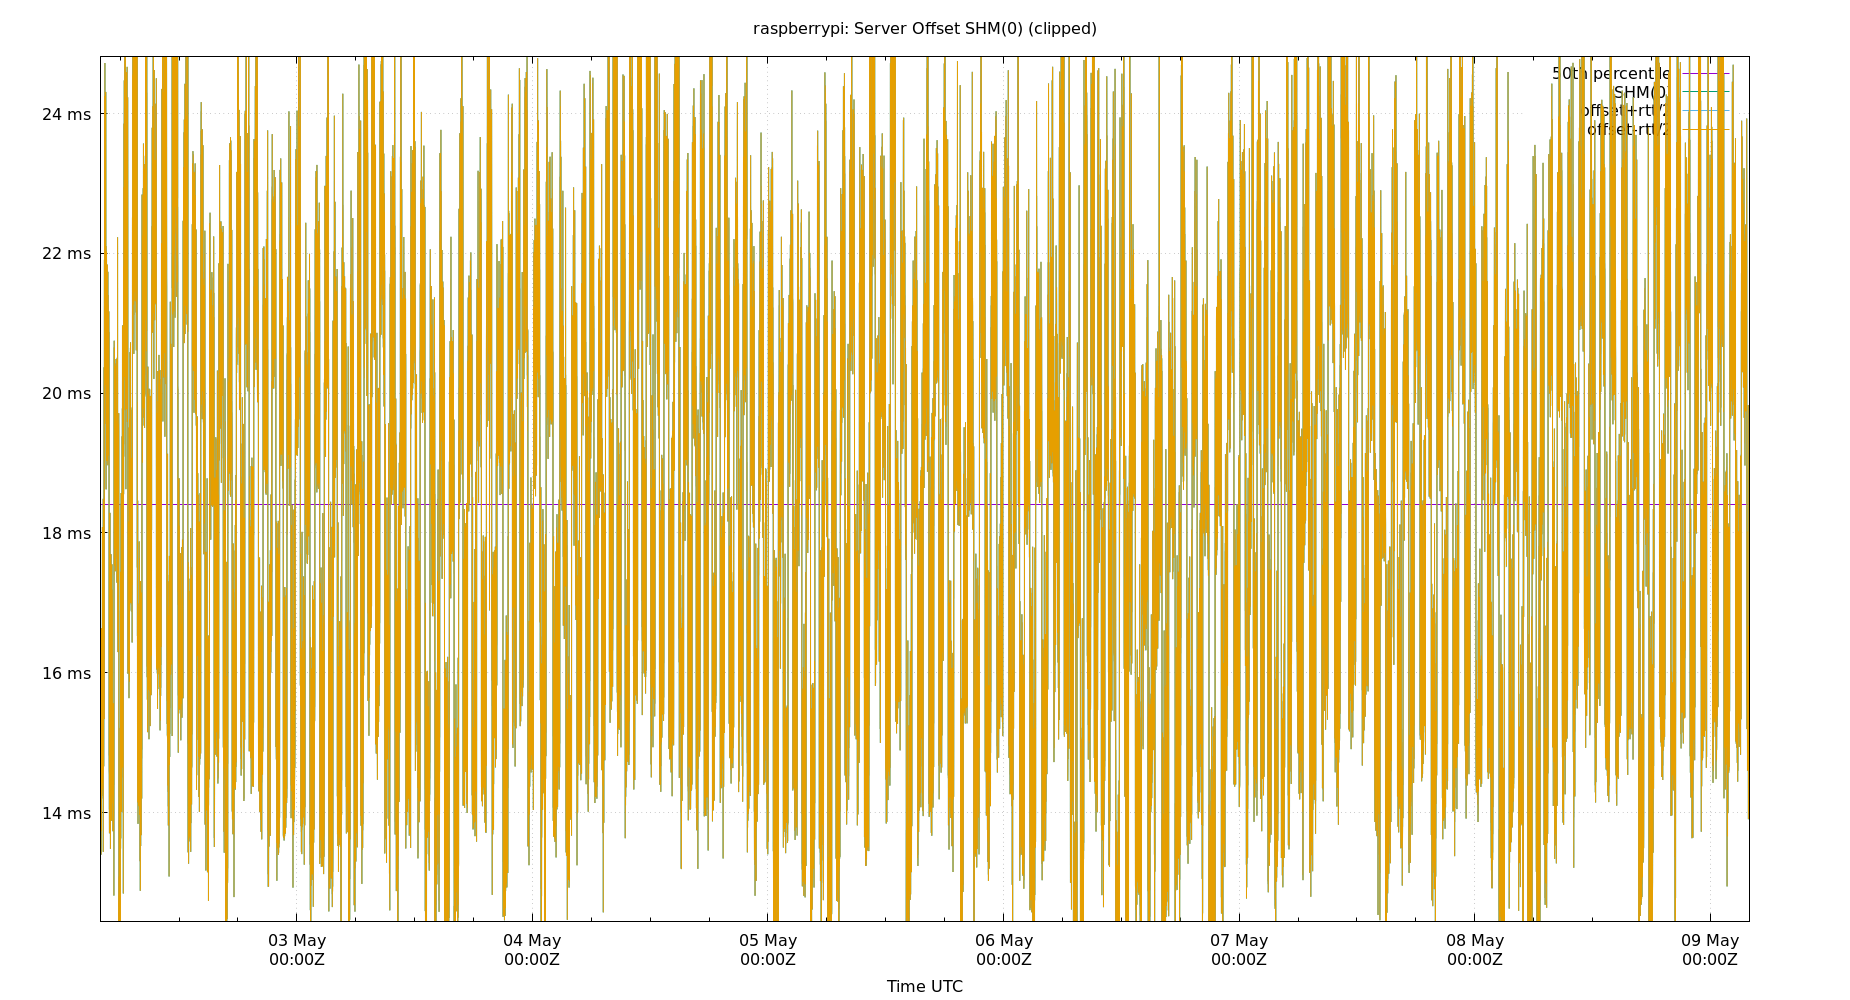 raspberrypi: Server Offset SHM(0) (clipped)
50th percentile
SHM(0)
offset+rtt/2
offset-rtt/2
24 ms
22 ms
20 ms
18 ms
16 ms
14 ms
03 May
00:00Z
04 May
00:00Z
05 May
00:00Z
06 May
00:00Z
07 May
00:00Z
08 May
00:00Z
09 May
00:00Z
Time UTC